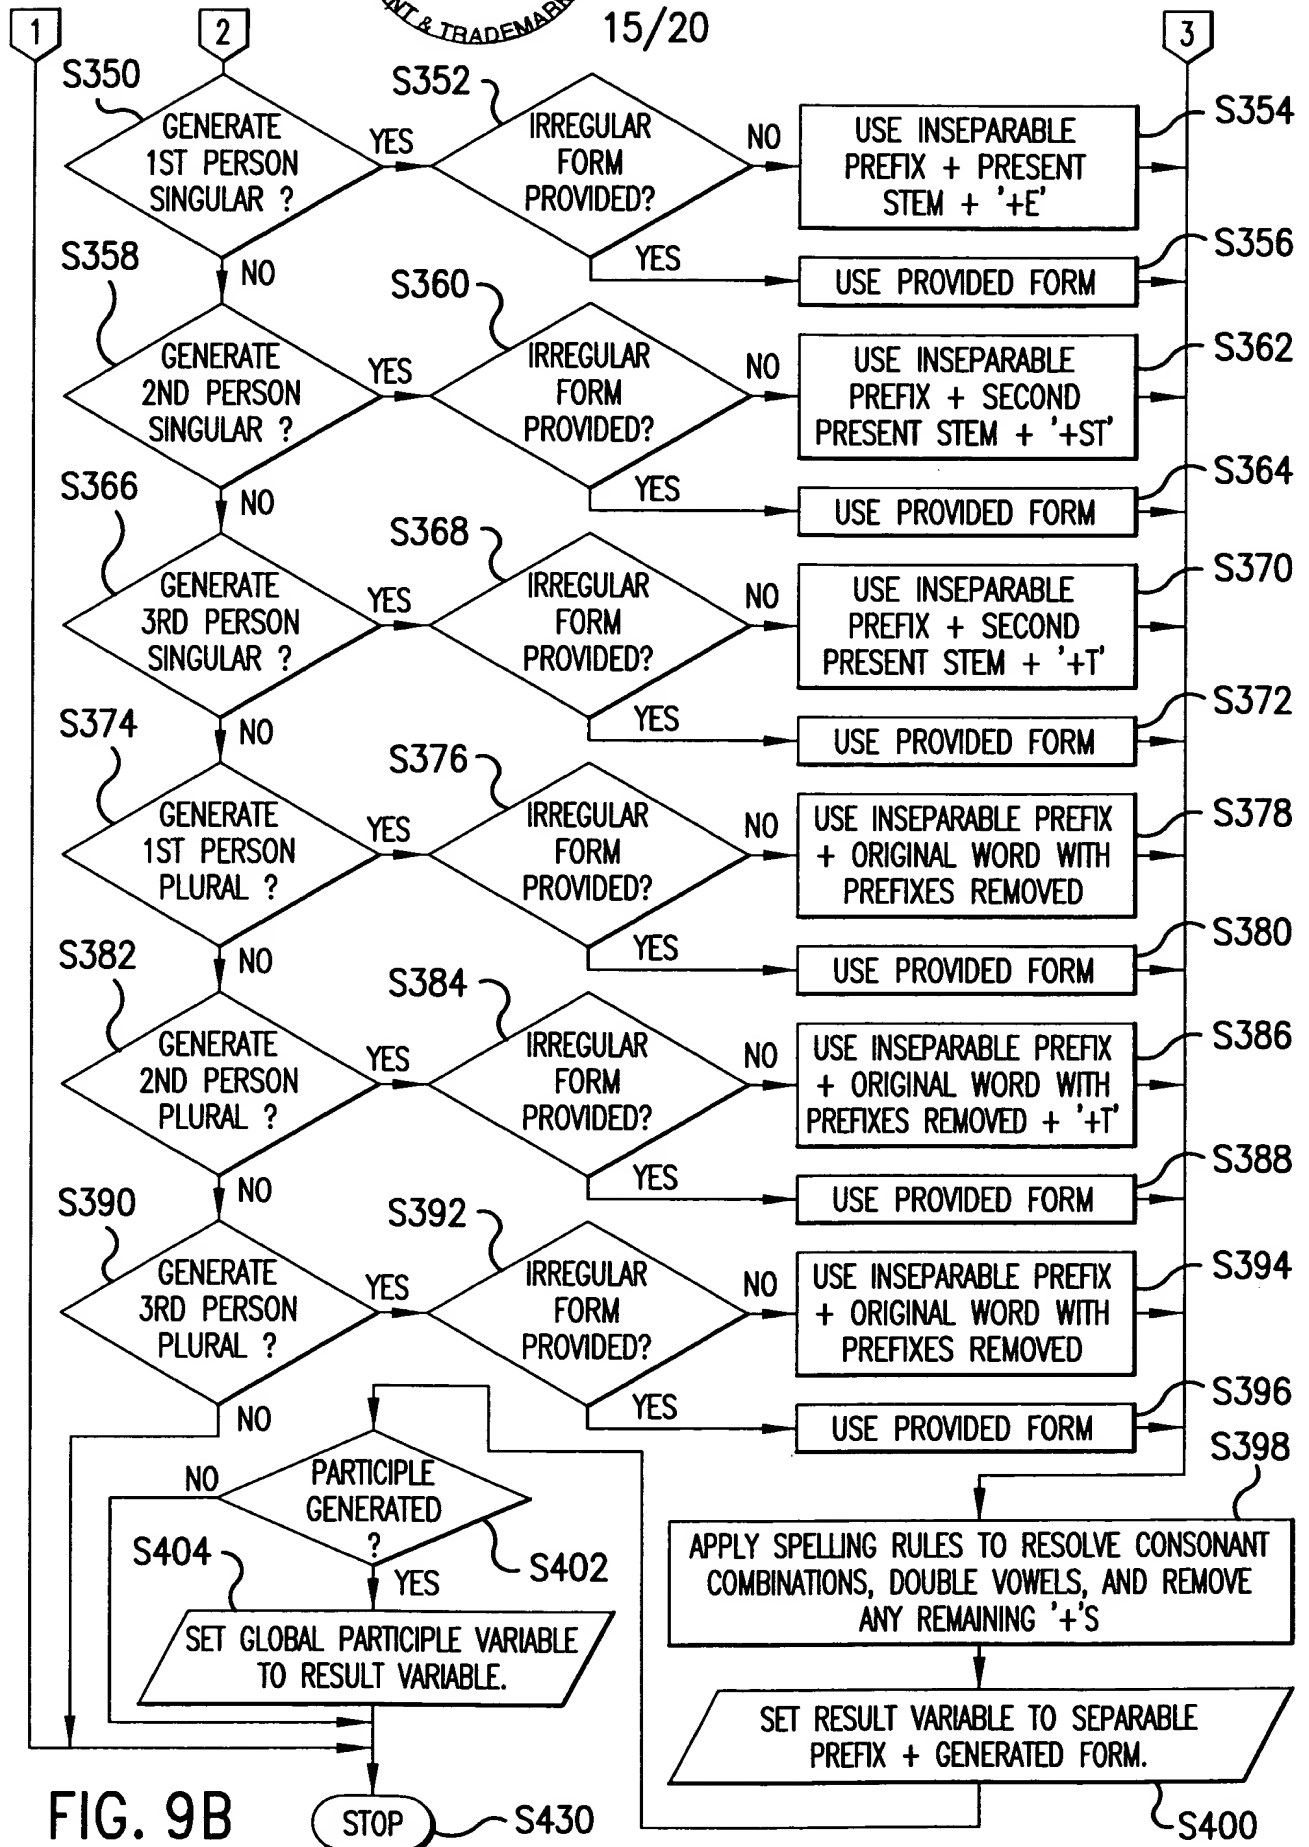 1
2
NT & TRADEMARK
15/20
3
S350
GENERATE
1ST PERSON
SINGULAR ?
YES
S352
IRREGULAR
FORM
PROVIDED?
NO
USE INSEPARABLE
PREFIX + PRESENT
STEM + '+E'
S354
YES
USE PROVIDED FORM
S356
NO
S358
GENERATE
2ND PERSON
SINGULAR ?
YES
S360
IRREGULAR
FORM
PROVIDED?
NO
USE INSEPARABLE
PREFIX + SECOND
PRESENT STEM + '+ST'
S362
YES
USE PROVIDED FORM
S364
NO
S366
GENERATE
3RD PERSON
SINGULAR ?
YES
S368
IRREGULAR
FORM
PROVIDED?
NO
USE INSEPARABLE
PREFIX + SECOND
PRESENT STEM + '+T'
S370
YES
USE PROVIDED FORM
S372
NO
S374
GENERATE
1ST PERSON
PLURAL ?
YES
S376
IRREGULAR
FORM
PROVIDED?
NO
USE INSEPARABLE PREFIX
+ ORIGINAL WORD WITH
PREFIXES REMOVED
S378
YES
USE PROVIDED FORM
S380
NO
S382
GENERATE
2ND PERSON
PLURAL ?
YES
S384
IRREGULAR
FORM
PROVIDED?
NO
USE INSEPARABLE PREFIX
+ ORIGINAL WORD WITH
PREFIXES REMOVED + '+T'
S386
YES
USE PROVIDED FORM
S388
NO
S390
GENERATE
3RD PERSON
PLURAL ?
YES
S392
IRREGULAR
FORM
PROVIDED?
NO
USE INSEPARABLE PREFIX
+ ORIGINAL WORD WITH
PREFIXES REMOVED
S394
YES
USE PROVIDED FORM
S396
NO
S398
APPLY SPELLING RULES TO RESOLVE CONSONANT
COMBINATIONS, DOUBLE VOWELS, AND REMOVE
ANY REMAINING '+'S
SET RESULT VARIABLE TO SEPARABLE
PREFIX + GENERATED FORM.
S400
PARTICIPLE
GENERATED
?
NO
S402
YES
S404
SET GLOBAL PARTICIPLE VARIABLE
TO RESULT VARIABLE.
STOP
S430
FIG. 9B